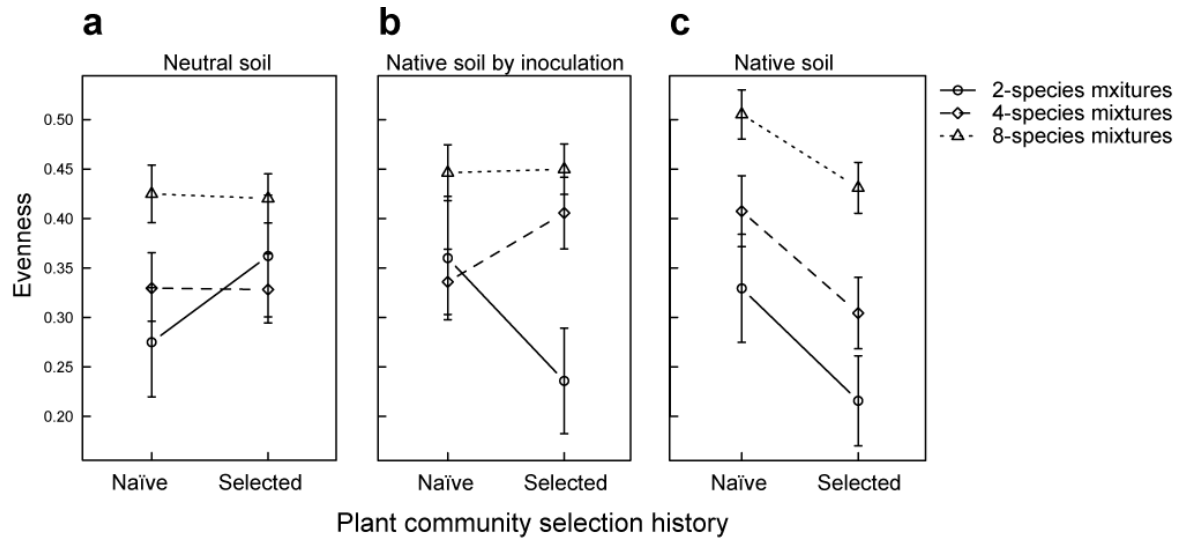 a
b
c
Neutral soil
Native soil by inoculation
Native soil
2-species mxitures
4-species mixtures
8-species mixtures
Evenness
0.50
0.45
0.40
0.35
0.30
0.25
0.20
Naïve Selected
Naïve Selected
Naïve Selected
Plant community selection history